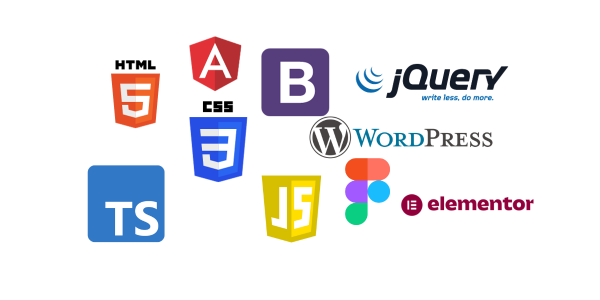 HTML
5
A
CSS
3
B
jQuery
write less, do more.
W WORDPRESS
TS
JS
E elementor